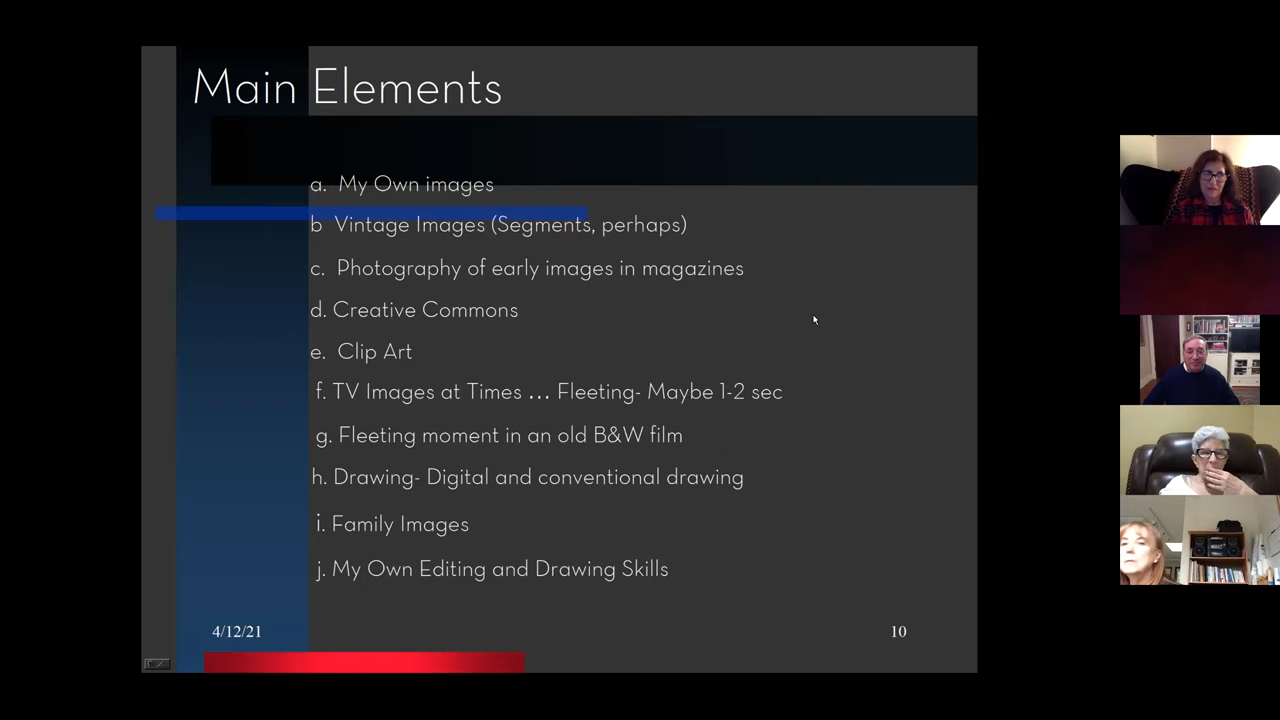 Main Elements
a. My Own images
b Vintage Images (Segments, perhaps)
c. Photography of early images in magazines
d. Creative Commons
e. Clip Art
f. TV Images at Times ... Fleeting- Maybe 1-2 sec
g. Fleeting moment in an old B&W film
h. Drawing- Digital and conventional drawing
i. Family Images
j. My Own Editing and Drawing Skills
4/12/21
10